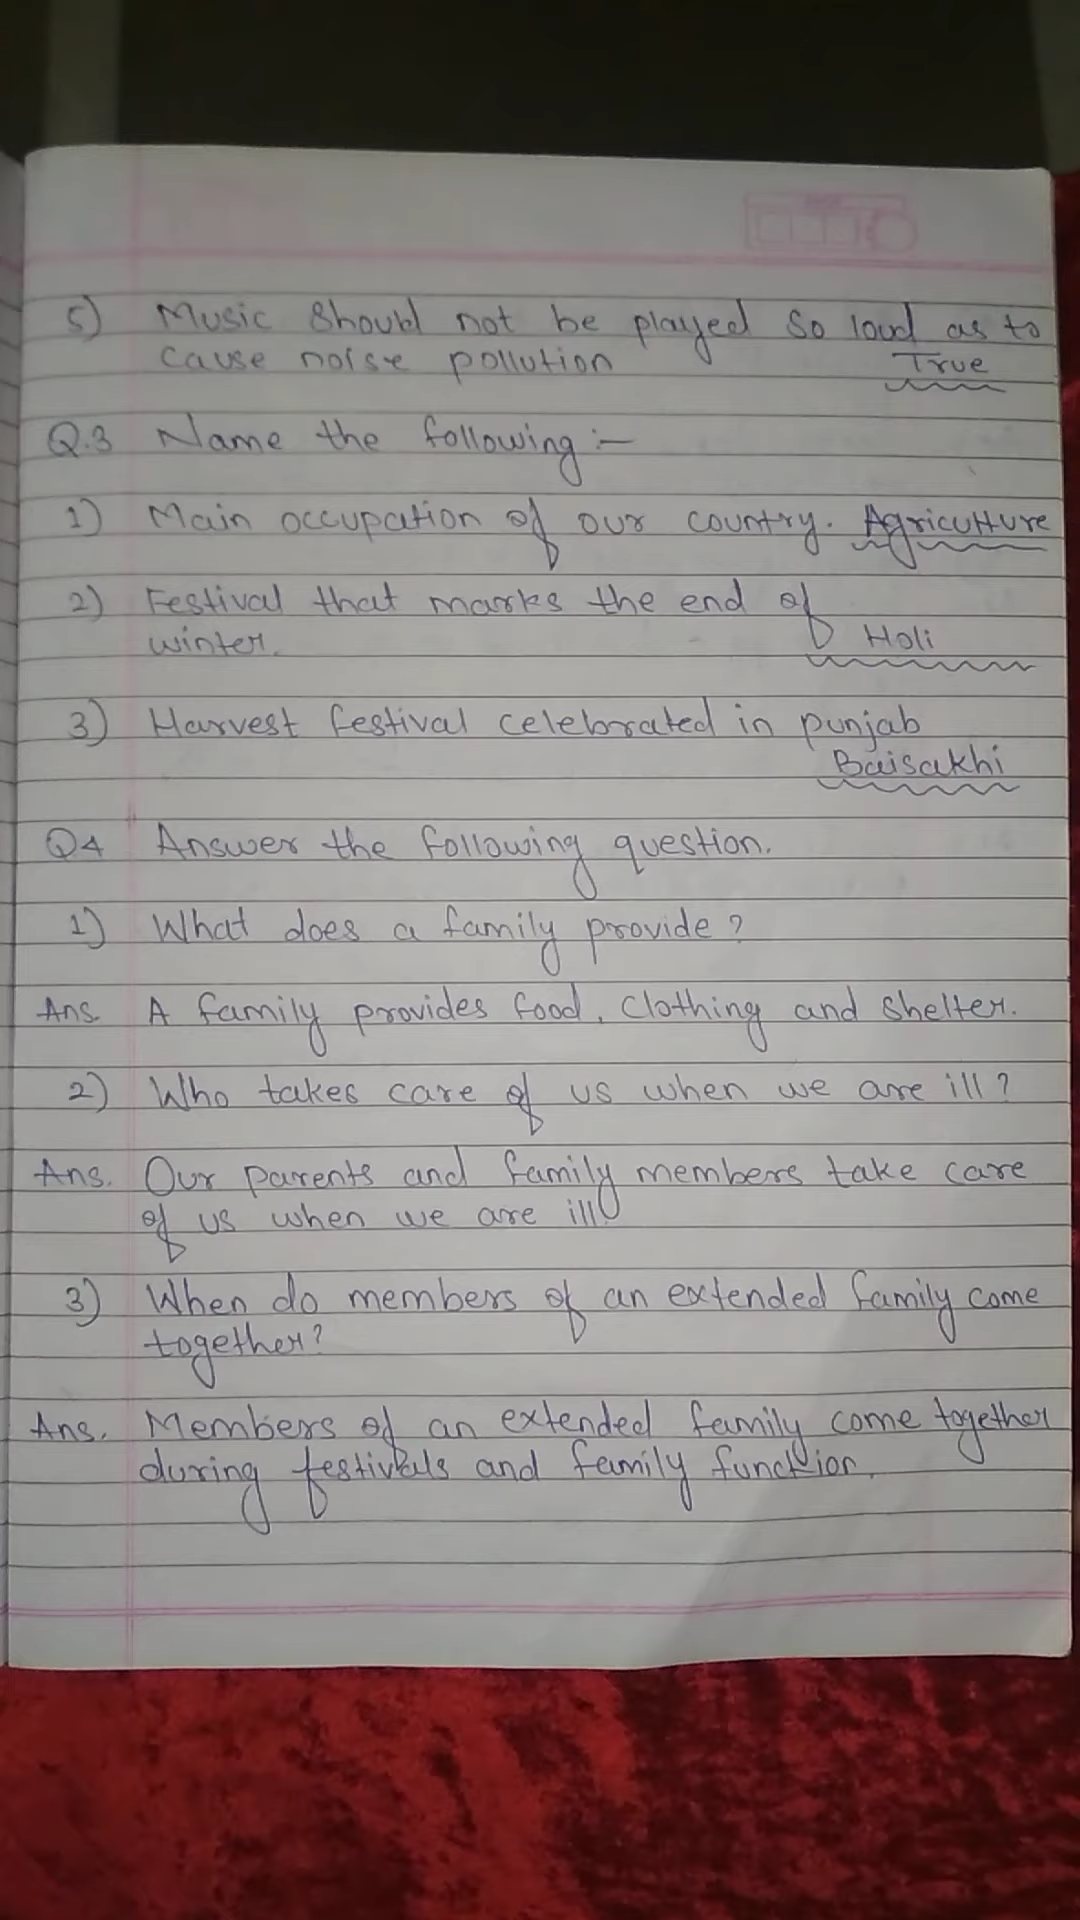 5) Music Should not be played so loud as to
cause noise pollution True
Q.3 Name the following :-
1) Main occupation of our country. Agriculture
2) Festival that marks the end of
winter. Holi
3) Harvest festival celebrated in punjab
Baisakhi
Q4 Answer the following question.
1) What does a family provide?
Ans. A family provides food, clothing and shelter.
2) Who takes care of us when we are ill?
Ans. Our parents and family members take care
of us when we are ill.
3) When do members of an extended family come
together?
Ans. Members of an extended family come together
during festivals and family function.